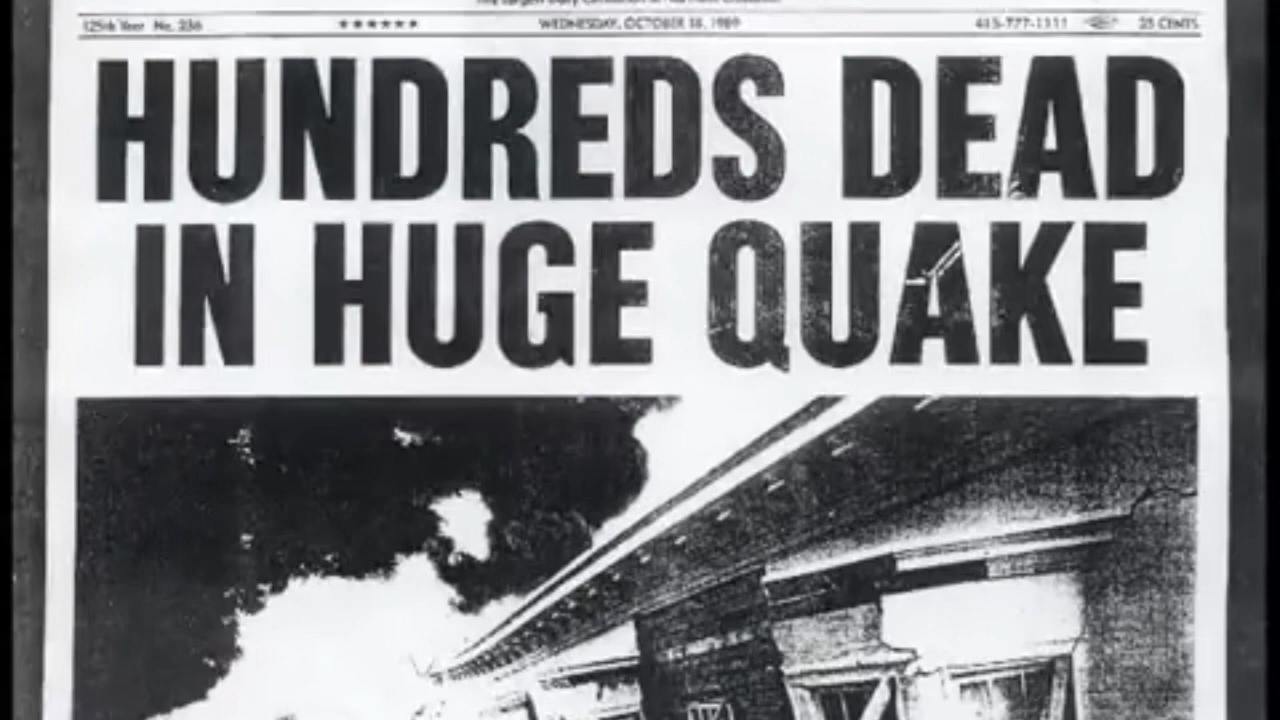 125th Year No. 236 ★★★★★★ WEDNESDAY, OCTOBER 18, 1989 415-777-1111 25 CENTS
HUNDREDS DEAD
IN HUGE QUAKE